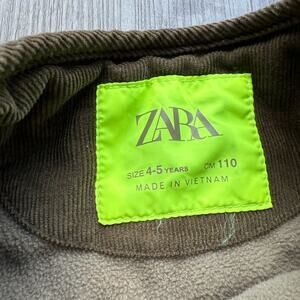 ZARA
SIZE 4-5 YEARS CM 110
MADE IN VIETNAM